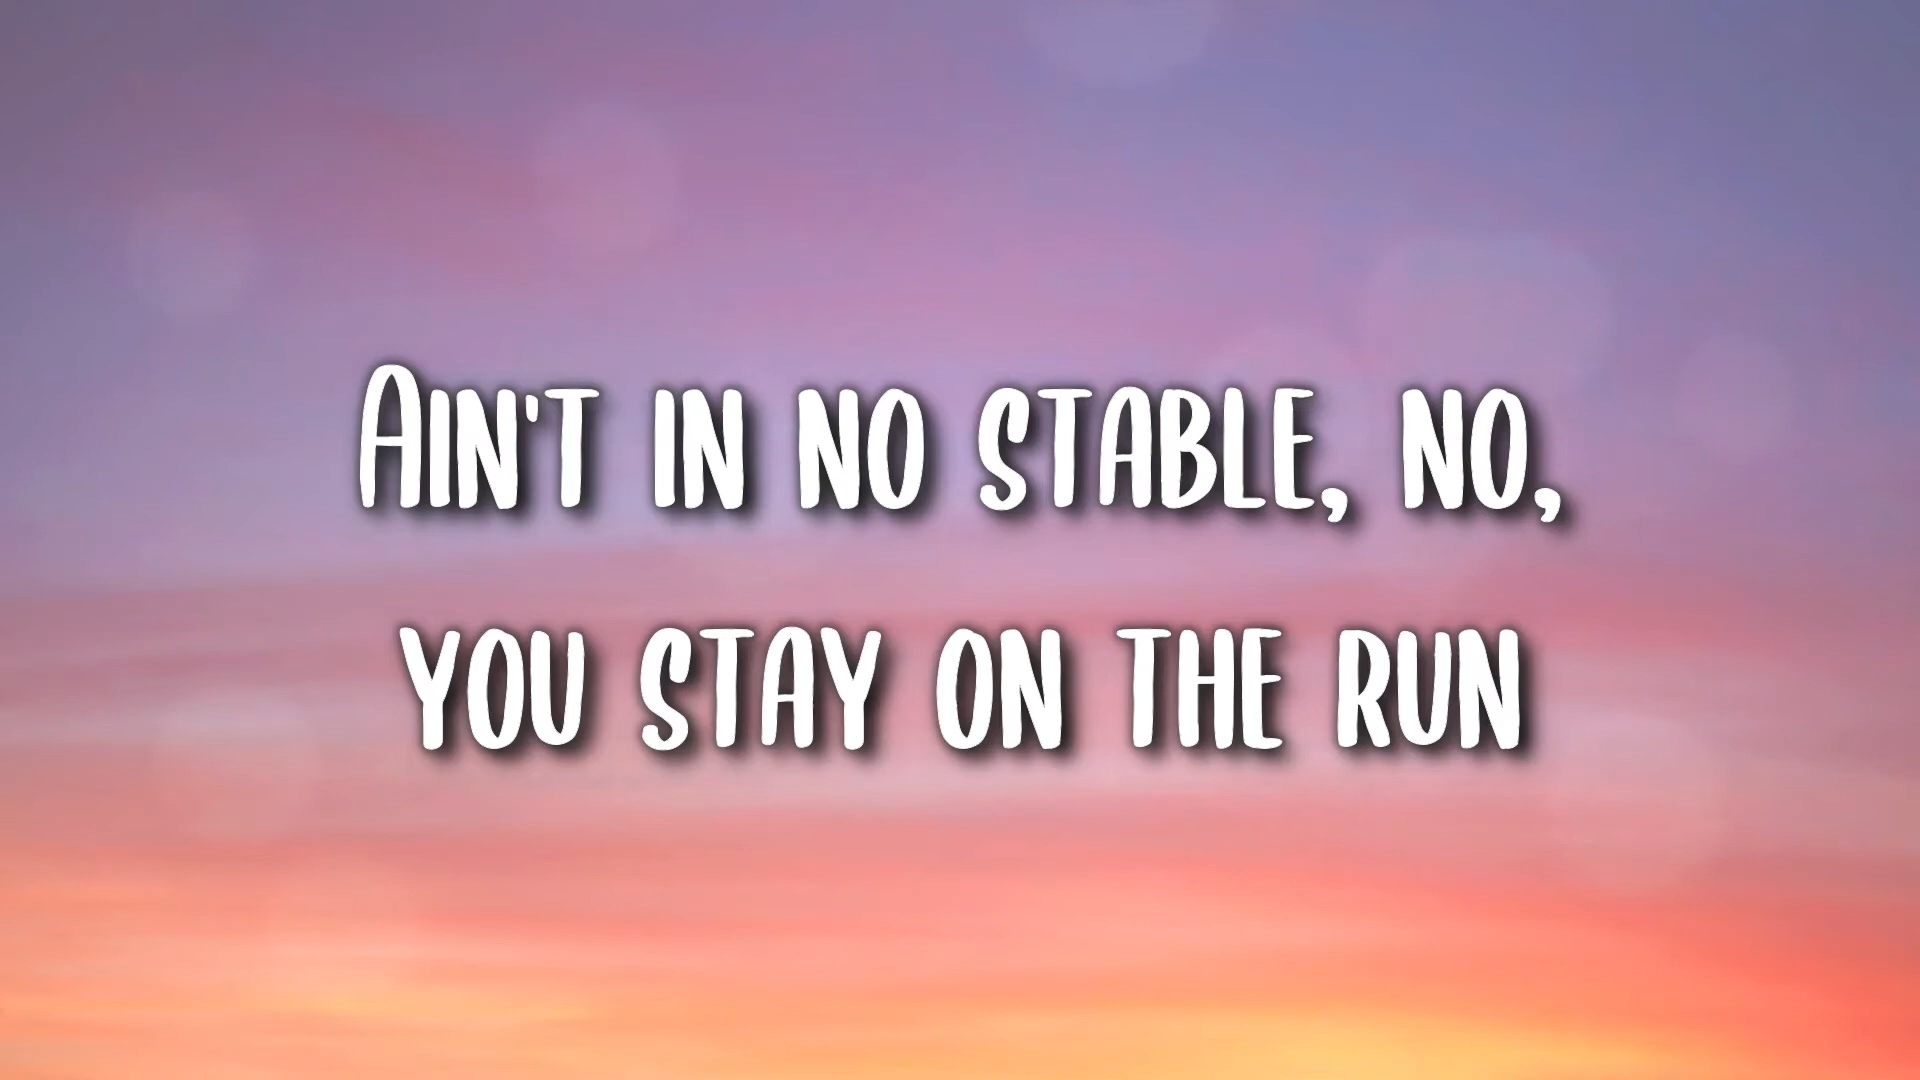 Ain't in no stable, no,
you stay on the run